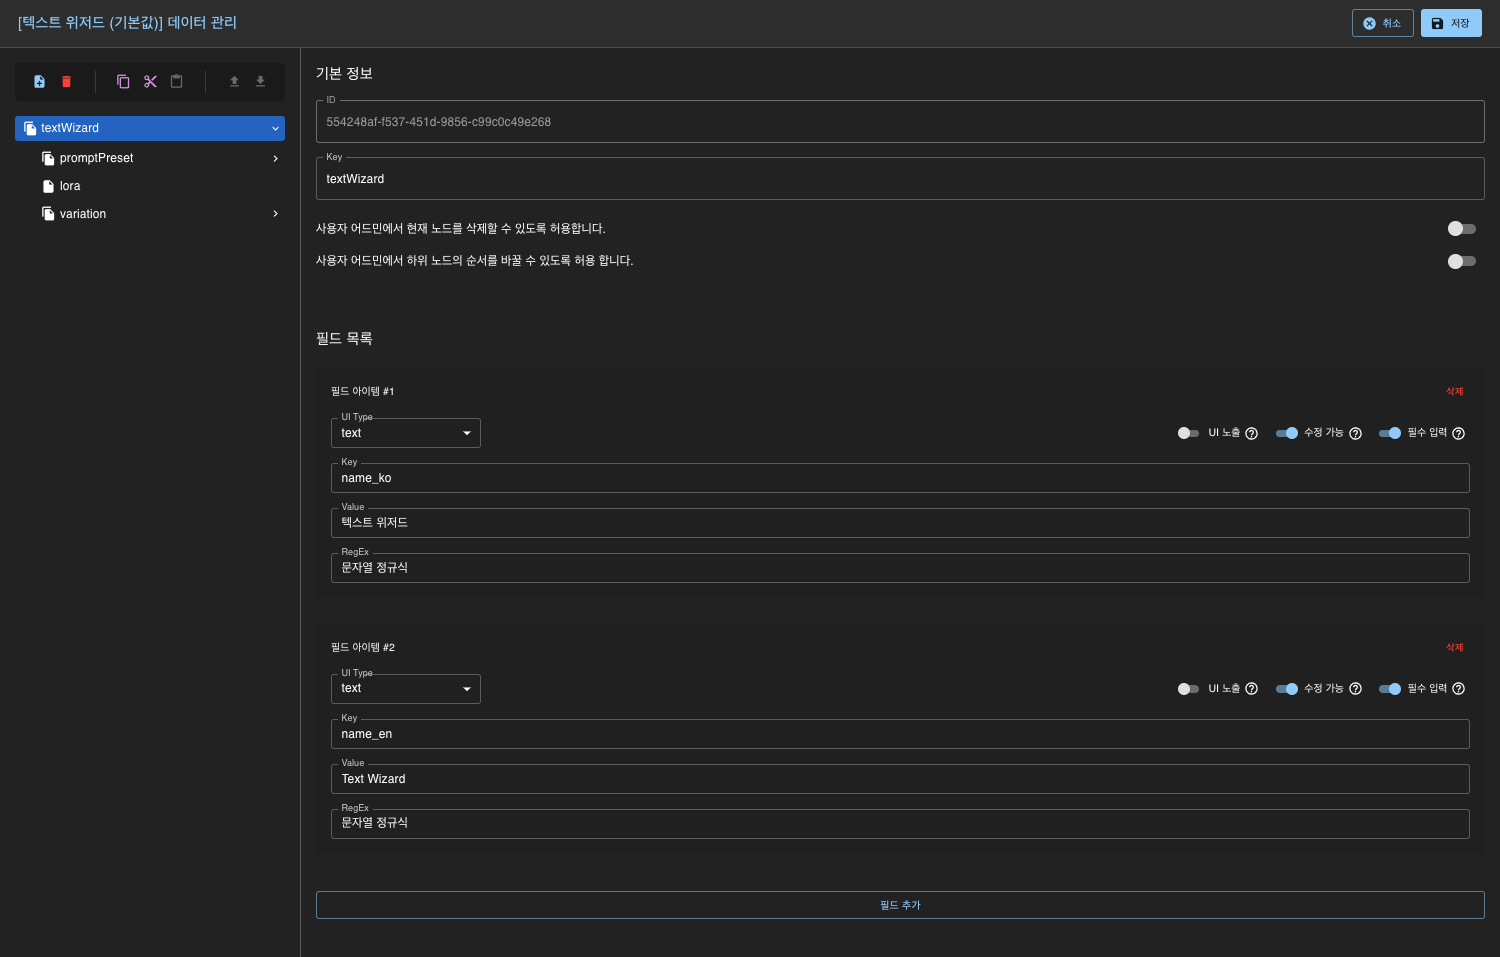 [텍스트 위저드 (기본값)] 데이터 관리
취소
저장
textWizard
promptPreset
lora
variation
기본 정보
ID
554248af-f537-451d-9856-c99c0c49e268
Key
textWizard
사용자 어드민에서 현재 노드를 삭제할 수 있도록 허용합니다.
사용자 어드민에서 하위 노드의 순서를 바꿀 수 있도록 허용 합니다.
필드 목록
필드 아이템 #1
삭제
UI Type
text
UI 노출
수정 가능
필수 입력
Key
name_ko
Value
텍스트 위저드
RegEx
문자열 정규식
필드 아이템 #2
삭제
UI Type
text
UI 노출
수정 가능
필수 입력
Key
name_en
Value
Text Wizard
RegEx
문자열 정규식
필드 추가